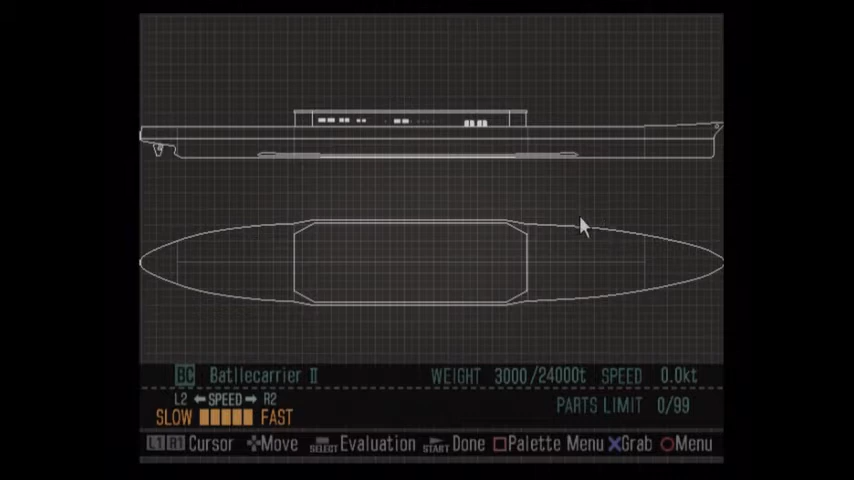 BC Batllecarrier II WEIGHT 3000/24000t SPEED 0.0kt
L2 ←SPEED→ R2
PARTS LIMIT 0/99
SLOW FAST
L1 R1 Cursor Move SELECT Evaluation START Done Palette Menu Grab Menu